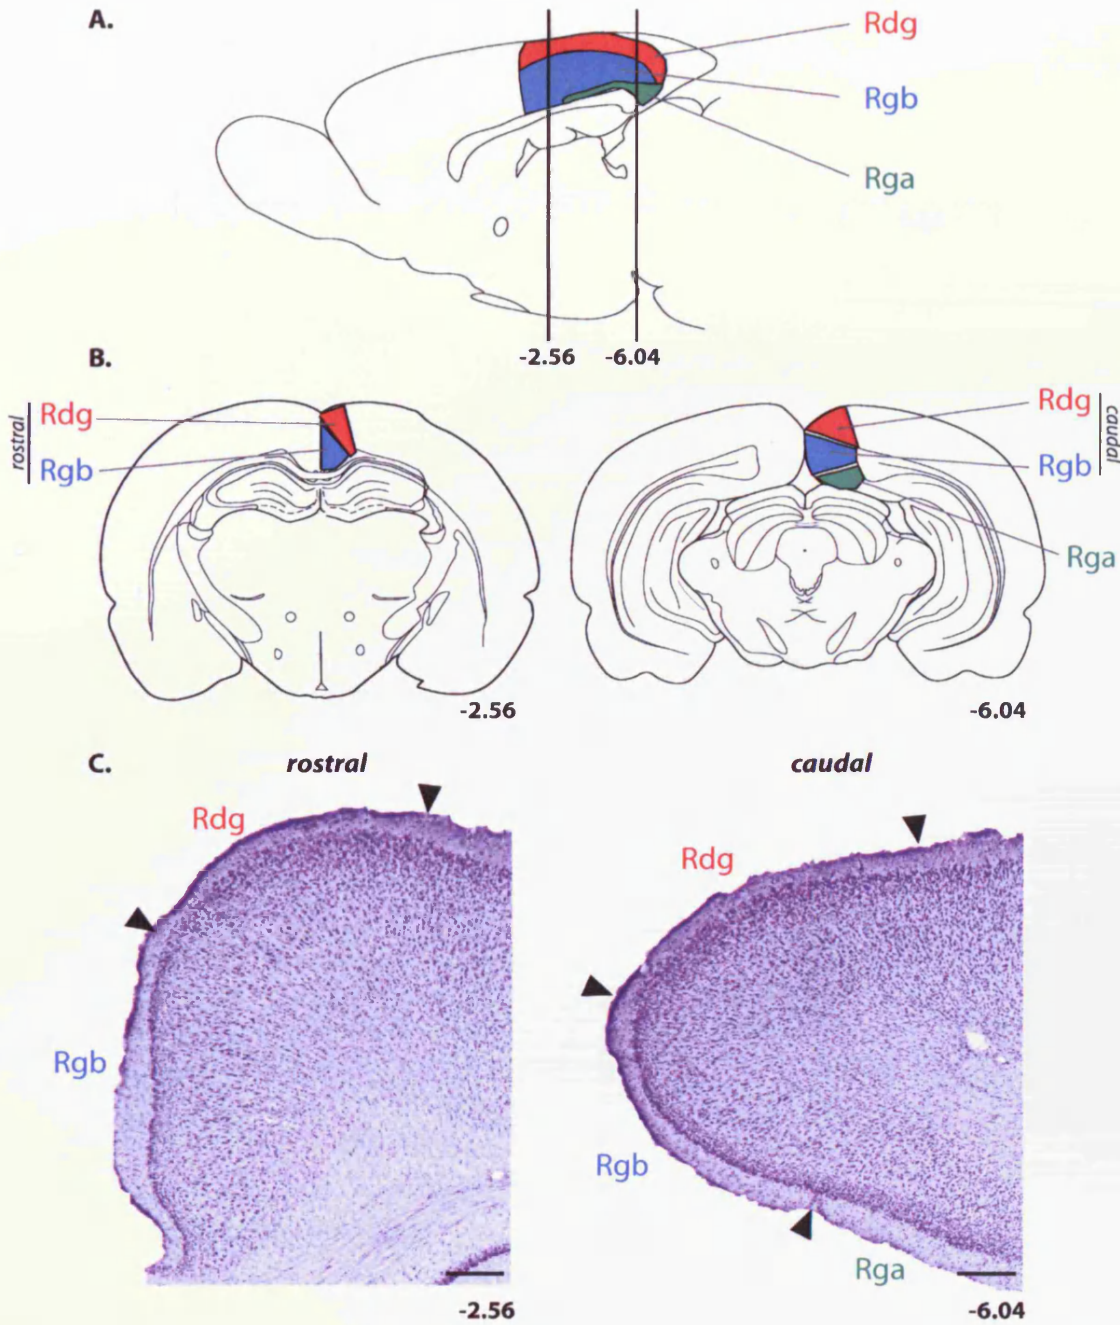 A.
Rdg
Rgb
Rga
-2.56 -6.04
B.
rostral
Rdg
Rgb
-2.56
Rdg
Rgb
caudal
Rga
-6.04
C.
rostral
caudal
Rdg
Rgb
-2.56
Rdg
Rgb
Rga
-6.04